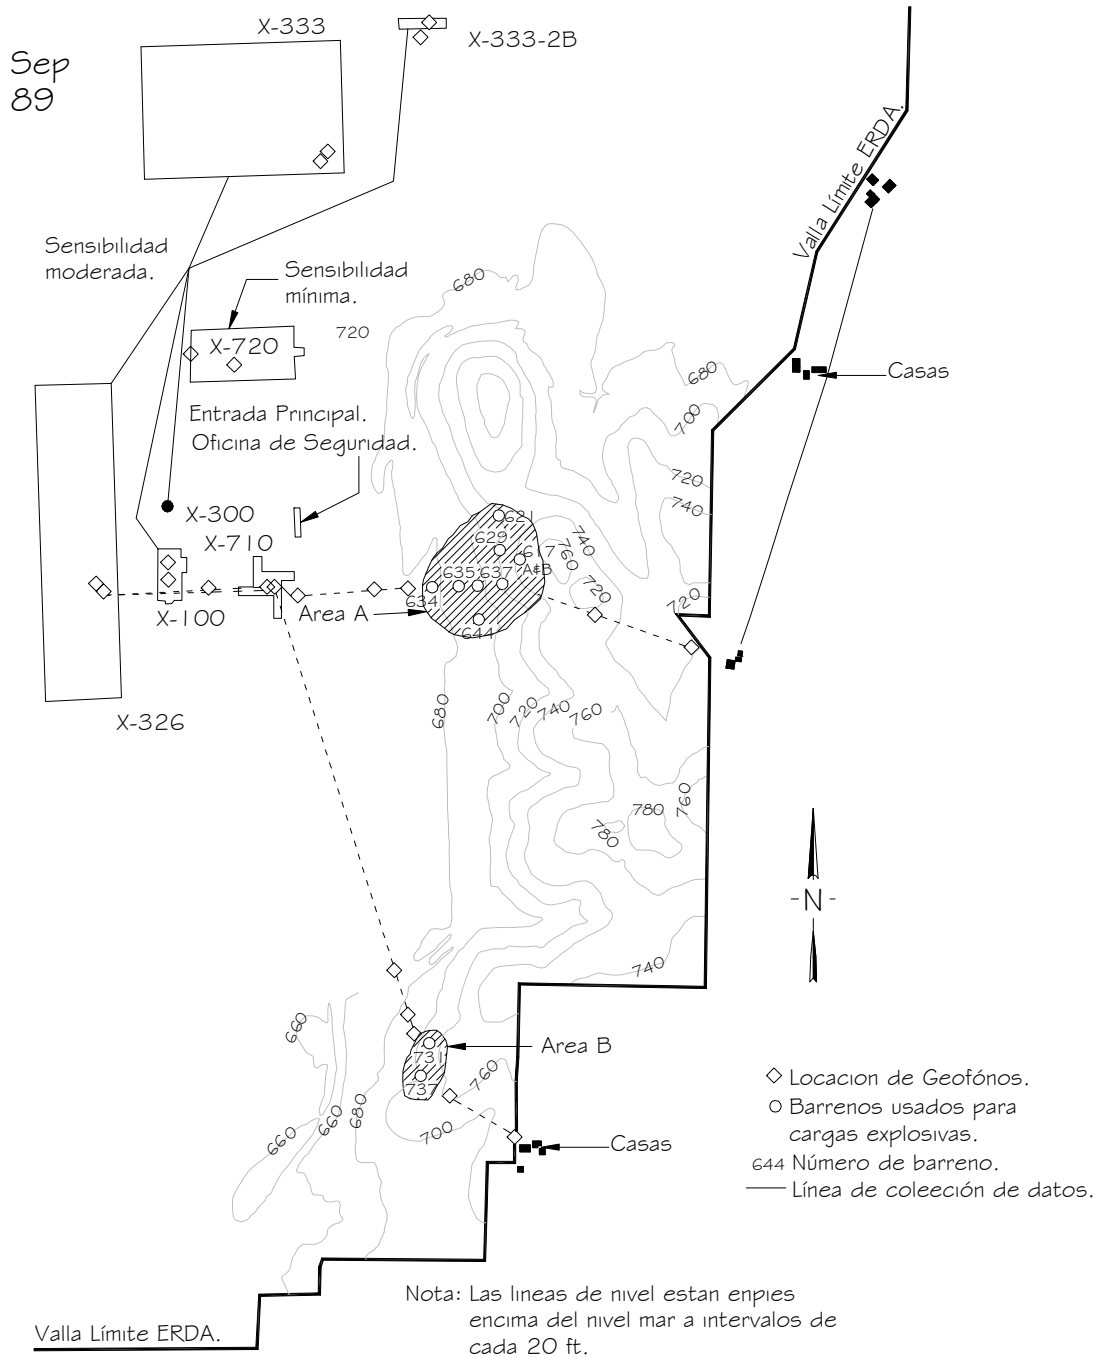 X-333
X-333-2B
Sep
89
Valla Límite ERDA.
Sensibilidad
moderada.
Sensibilidad
mínima.
680
720
X-720
680
Casas
700
Entrada Principal.
Oficina de Seguridad.
720
740
X-300
621
740
X-710
629
617
A&B
760
635
637
720
634
720
X-100
Area A
644
680
700
720
740
760
X-326
760
780
780
N
740
660
Area B
731
760
737
660
680
700
660
Casas
Locacion de Geofónos.
Barrenos usados para
cargas explosivas.
644 Número de barreno.
Línea de coleección de datos.
Nota: Las lineas de nivel estan enpies
encima del nivel mar a intervalos de
cada 20 ft.
Valla Límite ERDA.